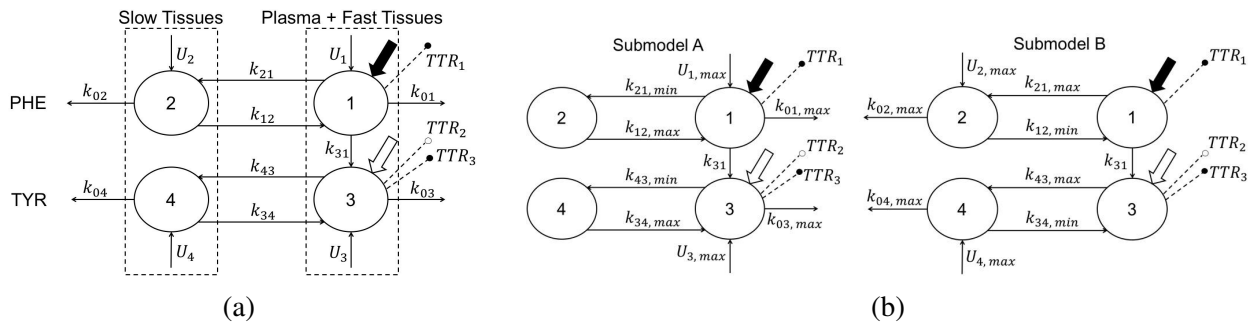 Slow Tissues
Plasma + Fast Tissues
U₂
U₁
TTR₁
k₂₁
PHE
k₀₂
2
1
k₀₁
k₁₂
TTR₂
k₃₁
TTR₃
k₄₃
TYR
k₀₄
4
3
k₀₃
k₃₄
U₄
U₃
(a)
Submodel A
U₁,max
TTR₁
k₂₁,min
2
1
k₀₁,max
k₁₂,max
TTR₂
k₃₁
TTR₃
k₄₃,min
4
3
k₃₄,max
k₀₃,max
U₃,max
Submodel B
U₂,max
TTR₁
k₂₁,max
k₀₂,max
2
1
k₁₂,min
TTR₂
k₃₁
TTR₃
k₄₃,max
k₀₄,max
4
3
k₃₄,min
U₄,max
(b)